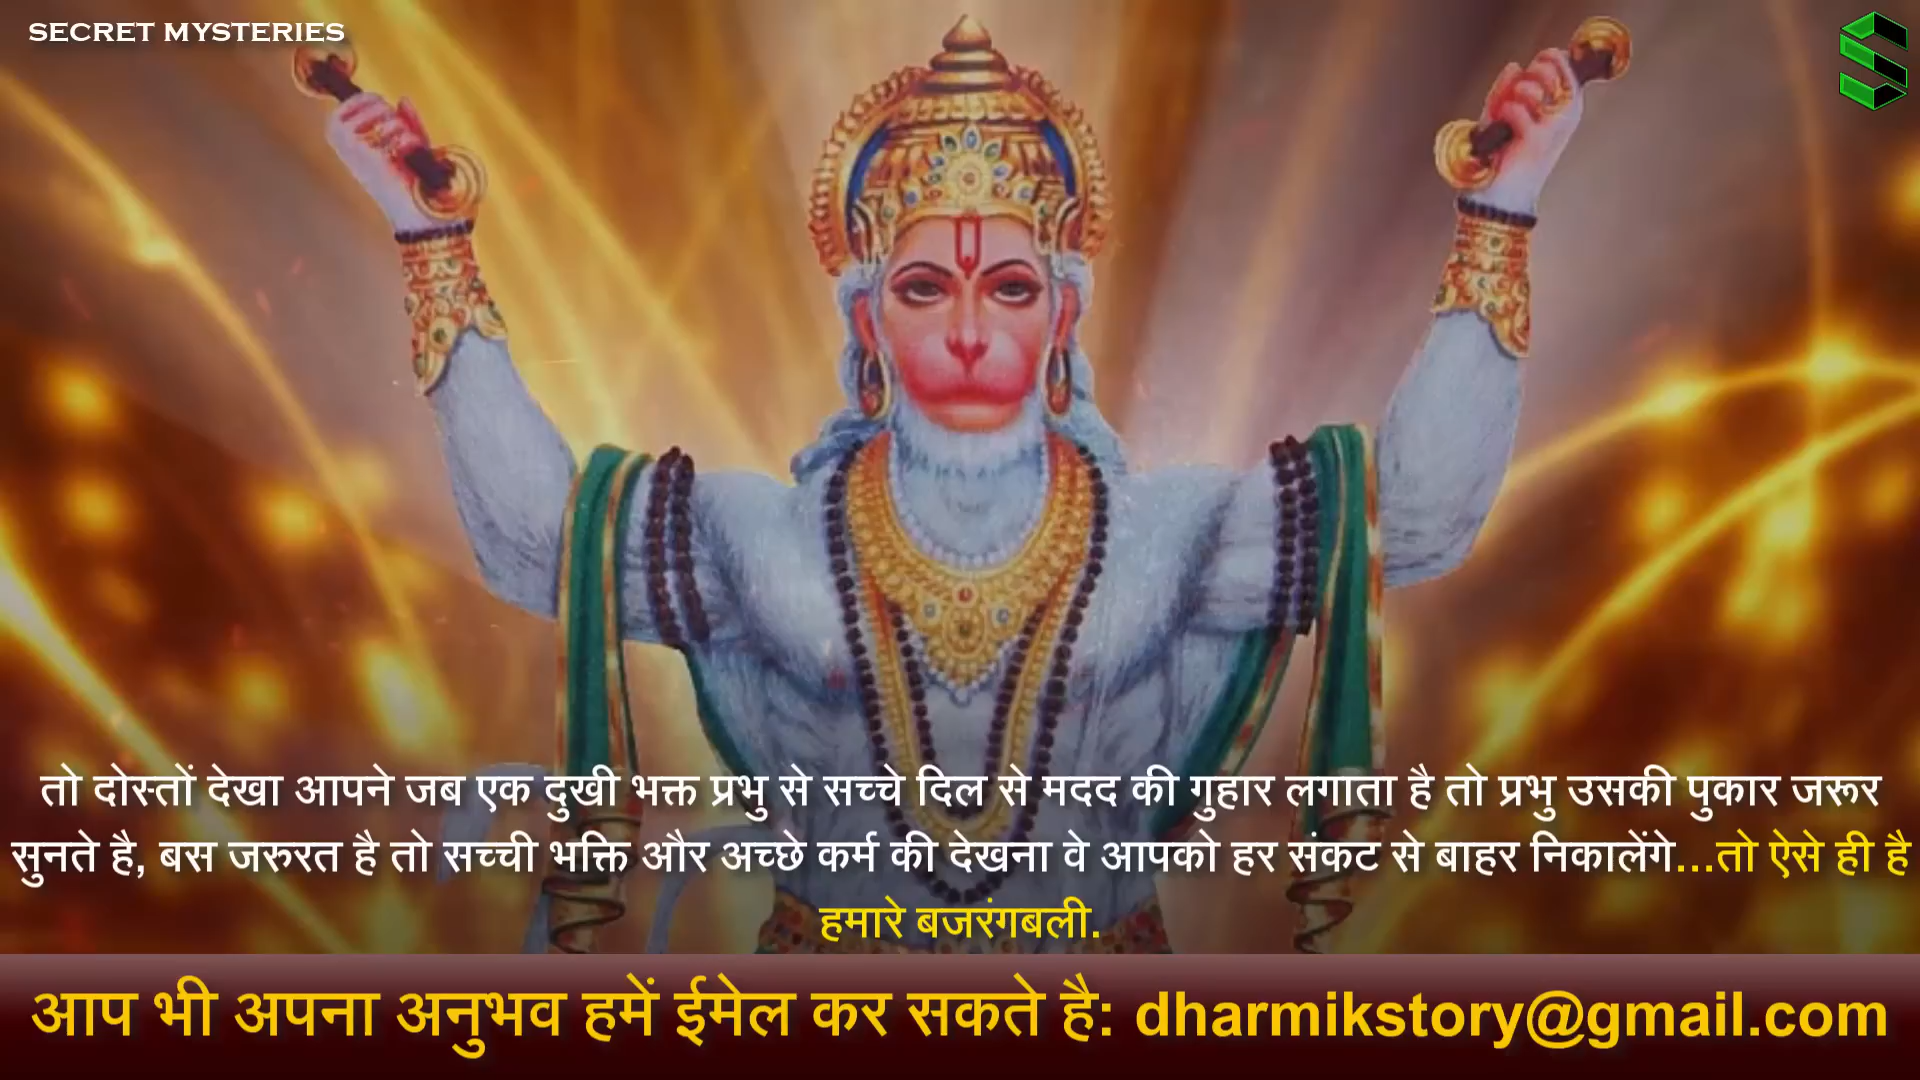 SECRET MYSTERIES
तो दोस्तों देखा आपने जब एक दुखी भक्त प्रभु से सच्चे दिल से मदद की गुहार लगाता है तो प्रभु उसकी पुकार जरूर
सुनते है, बस जरुरत है तो सच्ची भक्ति और अच्छे कर्म की देखना वे आपको हर संकट से बाहर निकालेंगे...तो ऐसे ही है
हमारे बजरंगबली.
आप भी अपना अनुभव हमें ईमेल कर सकते है: dharmikstory@gmail.com